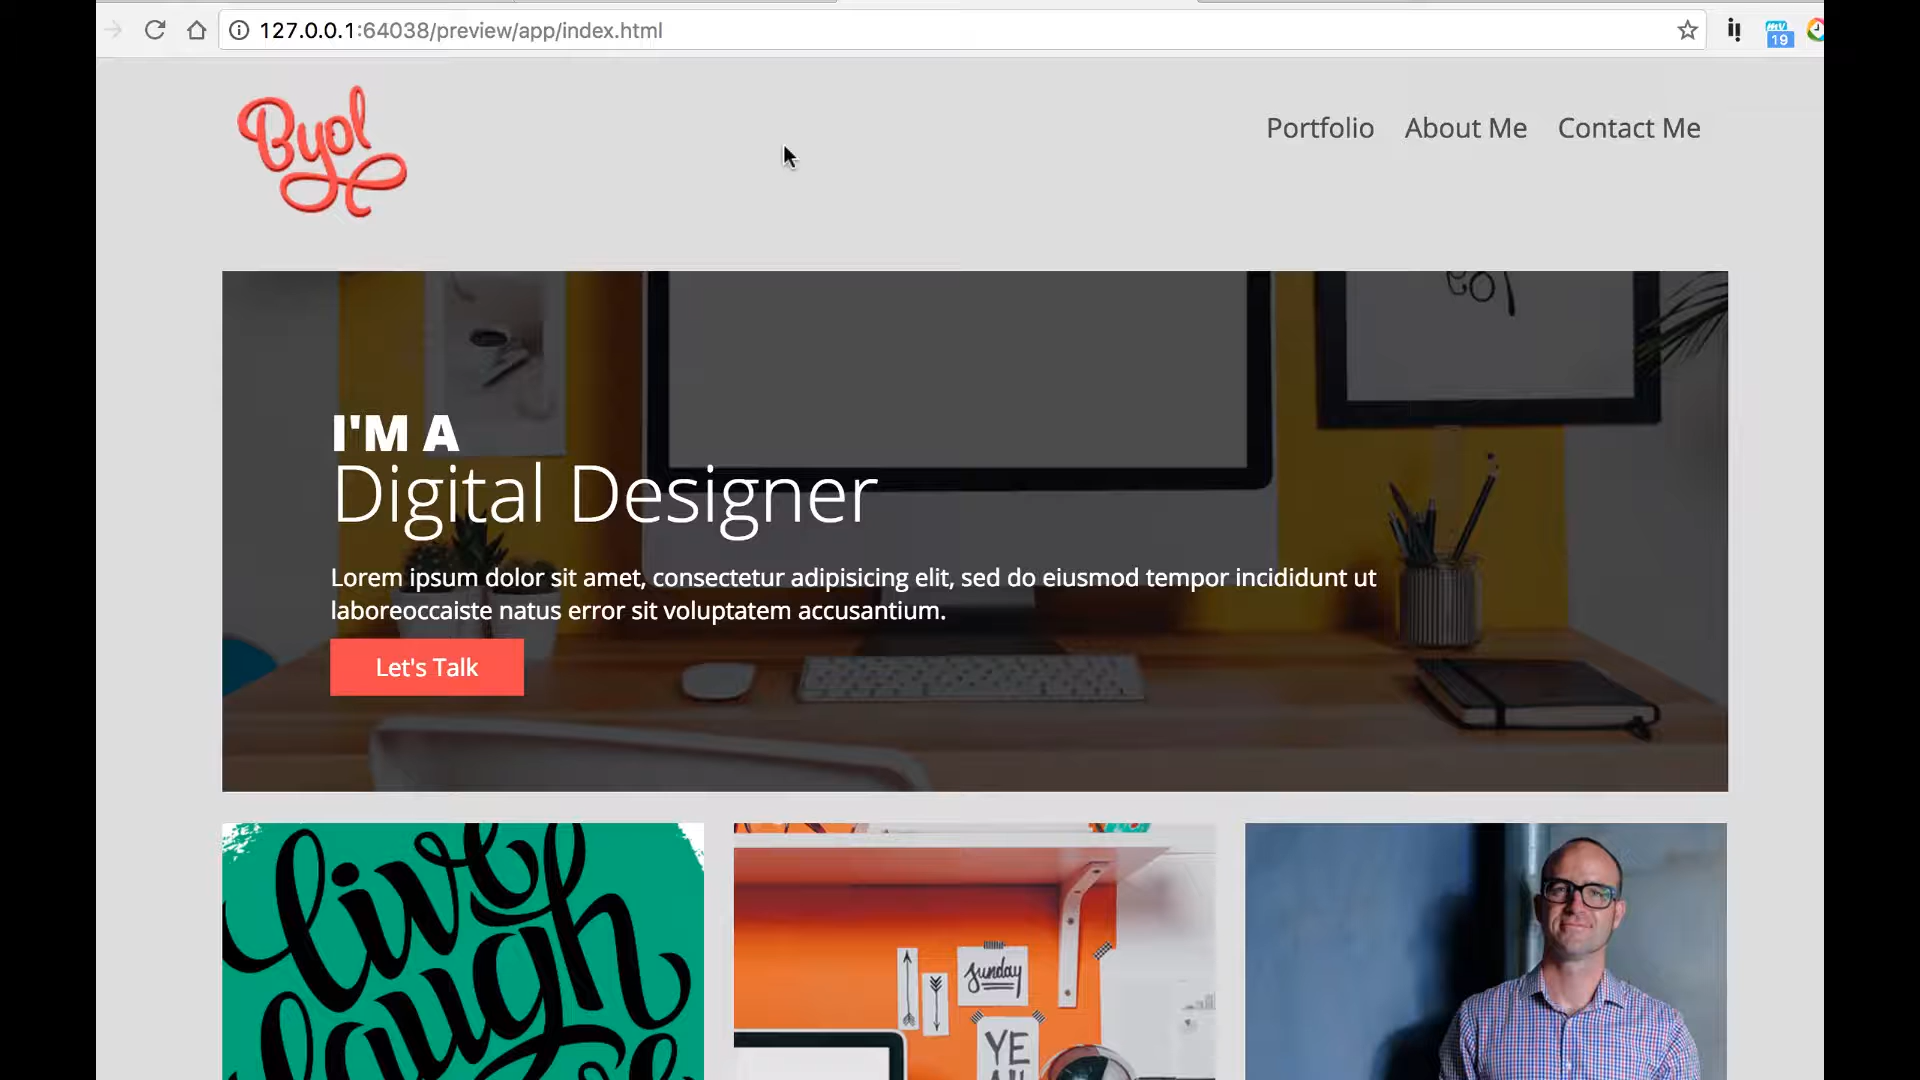 127.0.0.1:64038/preview/app/index.html
19
Byol
Portfolio About Me Contact Me
I'M A
Digital Designer
Lorem ipsum dolor sit amet, consectetur adipisicing elit, sed do eiusmod tempor incididunt ut
laboreoccaiste natus error sit voluptatem accusantium.
Let's Talk
live
laugh
sunday
YE